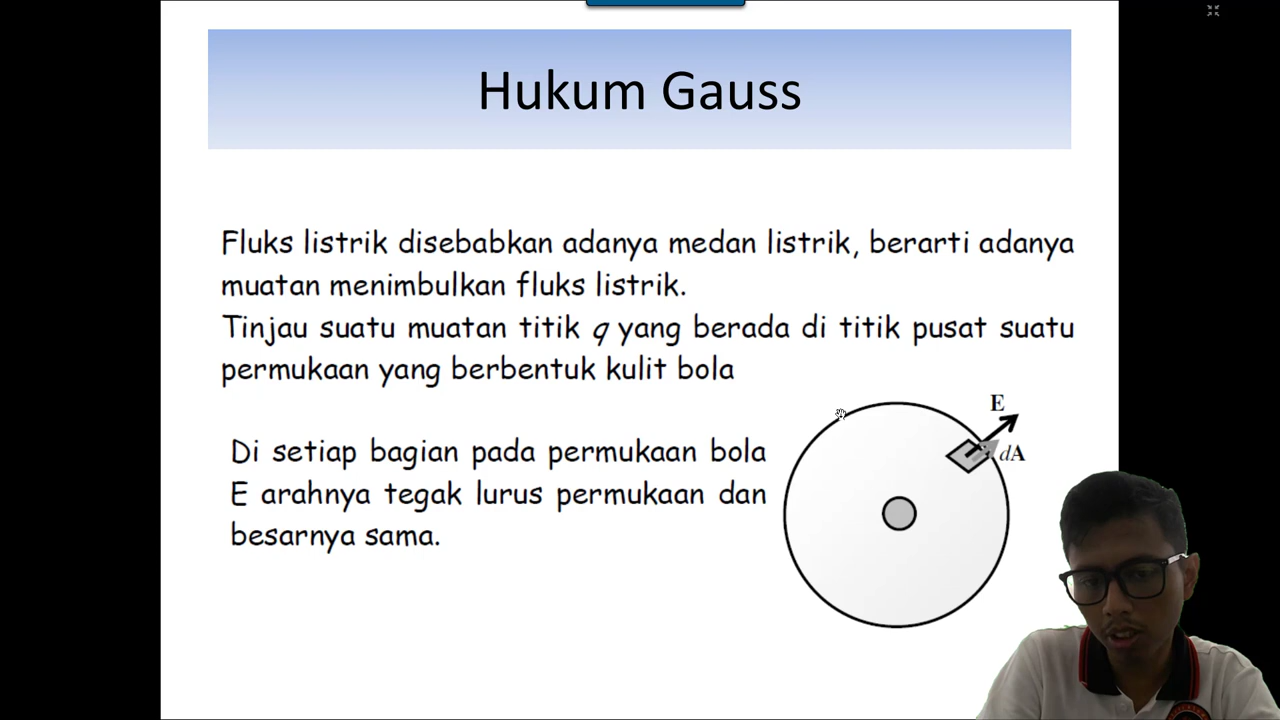 Hukum Gauss
Fluks listrik disebabkan adanya medan listrik, berarti adanya
muatan menimbulkan fluks listrik.
Tinjau suatu muatan titik q yang berada di titik pusat suatu
permukaan yang berbentuk kulit bola
Di setiap bagian pada permukaan bola
E arahnya tegak lurus permukaan dan
besarnya sama.
E
dA